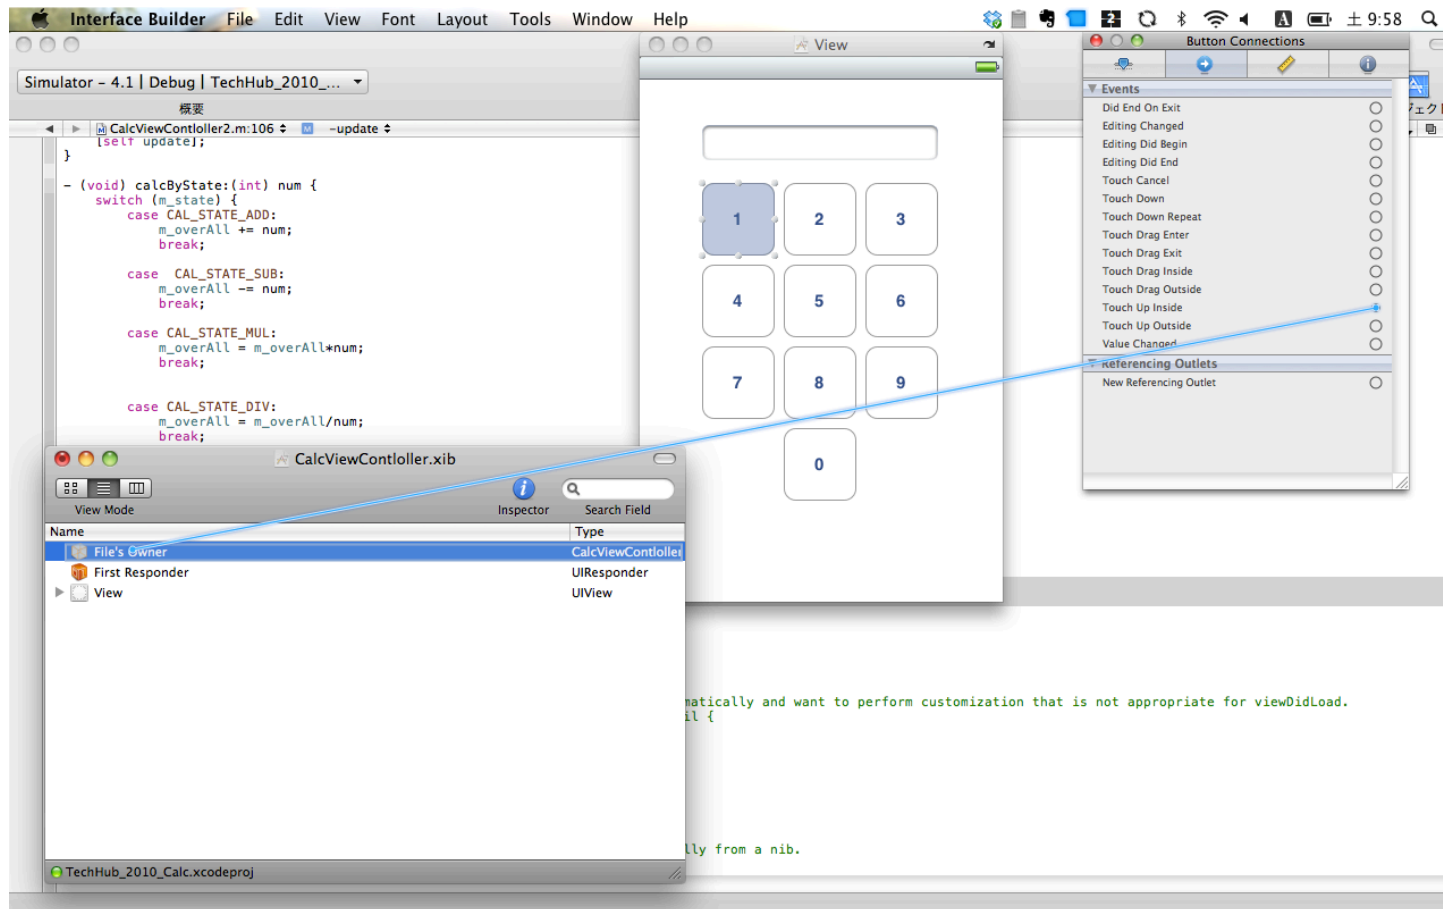 Interface Builder File Edit View Font Layout Tools Window Help
土 9:58
Simulator – 4.1 | Debug | TechHub_2010_...
概要
CalcViewContloller2.m:106
M
-update
[self update];
}
- (void) calcByState:(int) num {
switch (m_state) {
case CAL_STATE_ADD:
m_overAll += num;
break;
case CAL_STATE_SUB:
m_overAll -= num;
break;
case CAL_STATE_MUL:
m_overAll = m_overAll*num;
break;
case CAL_STATE_DIV:
m_overAll = m_overAll/num;
break;
View
1 2 3
4 5 6
7 8 9
0
Button Connections
Events
Did End On Exit
Editing Changed
Editing Did Begin
Editing Did End
Touch Cancel
Touch Down
Touch Down Repeat
Touch Drag Enter
Touch Drag Exit
Touch Drag Inside
Touch Drag Outside
Touch Up Inside
Touch Up Outside
Value Changed
Referencing Outlets
New Referencing Outlet
ジェクト
CalcViewContloller.xib
View Mode Inspector Search Field
Name Type
File's Owner CalcViewContloller
First Responder UIResponder
View UIView
TechHub_2010_Calc.xcodeproj
matically and want to perform customization that is not appropriate for viewDidLoad.
il {
lly from a nib.